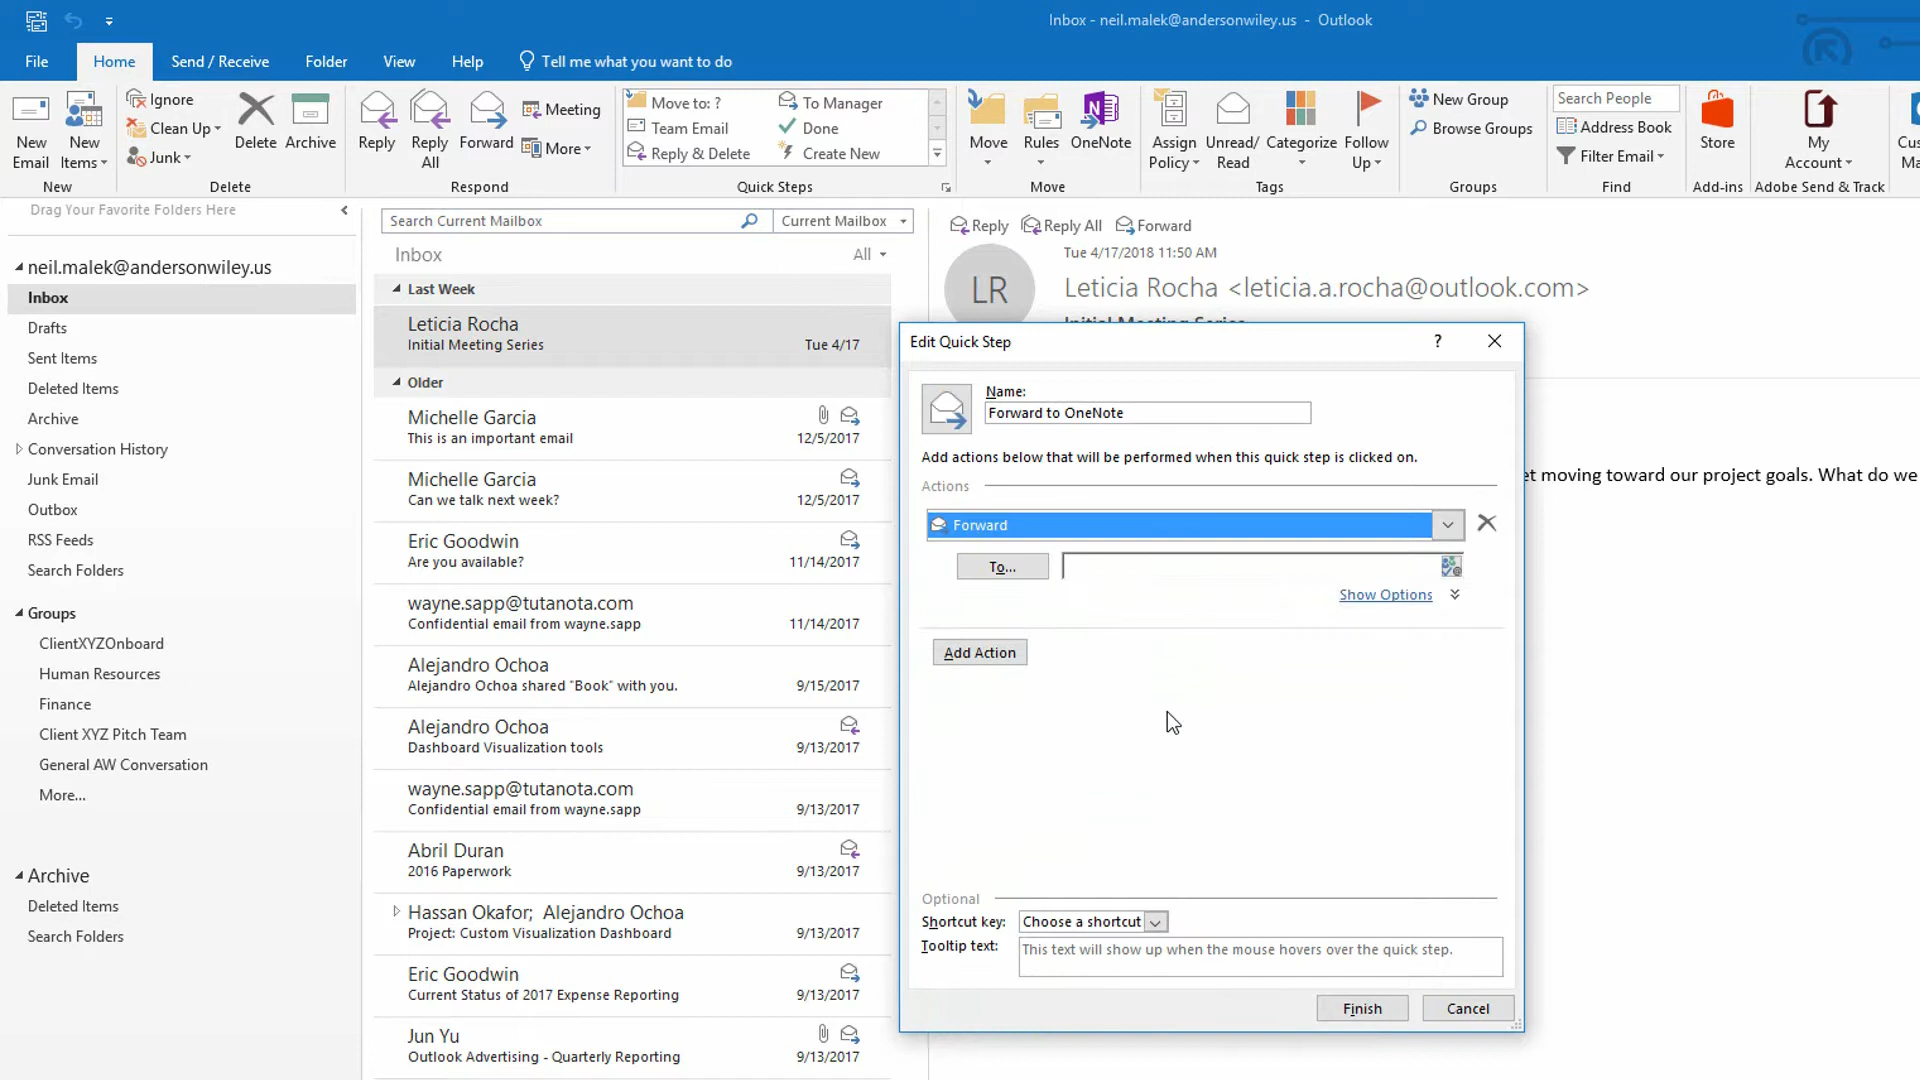 Inbox - neil.malek@andersonwiley.us - Outlook
File Home Send / Receive Folder View Help Tell me what you want to do
New Email
New Items
New
Ignore
Clean Up
Junk
Delete
Archive
Delete
Reply
Reply All
Forward
Meeting
More
Respond
Move to: ?
Team Email
Reply & Delete
To Manager
Done
Create New
Quick Steps
Move
Rules
OneNote
Move
Assign Policy
Unread/ Read
Categorize
Follow Up
Tags
New Group
Browse Groups
Groups
Search People
Address Book
Filter Email
Find
Store
Add-ins
My Account
Adobe Send & Track
Drag Your Favorite Folders Here
neil.malek@andersonwiley.us
Inbox
Drafts
Sent Items
Deleted Items
Archive
Conversation History
Junk Email
Outbox
RSS Feeds
Search Folders
Groups
ClientXYZOnboard
Human Resources
Finance
Client XYZ Pitch Team
General AW Conversation
More...
Archive
Deleted Items
Search Folders
Search Current Mailbox Current Mailbox
Inbox All
Last Week
Leticia Rocha
Initial Meeting Series Tue 4/17
Older
Michelle Garcia
This is an important email 12/5/2017
Michelle Garcia
Can we talk next week? 12/5/2017
Eric Goodwin
Are you available? 11/14/2017
wayne.sapp@tutanota.com
Confidential email from wayne.sapp 11/14/2017
Alejandro Ochoa
Alejandro Ochoa shared "Book" with you. 9/15/2017
Alejandro Ochoa
Dashboard Visualization tools 9/13/2017
wayne.sapp@tutanota.com
Confidential email from wayne.sapp 9/13/2017
Abril Duran
2016 Paperwork 9/13/2017
Hassan Okafor; Alejandro Ochoa
Project: Custom Visualization Dashboard 9/13/2017
Eric Goodwin
Current Status of 2017 Expense Reporting 9/13/2017
Jun Yu
Outlook Advertising - Quarterly Reporting 9/13/2017
Reply Reply All Forward
Tue 4/17/2018 11:50 AM
LR
Leticia Rocha <leticia.a.rocha@outlook.com>
Initial Meeting Series
et moving toward our project goals. What do we
Edit Quick Step ?
Name:
Forward to OneNote
Add actions below that will be performed when this quick step is clicked on.
Actions
Forward
To...
Show Options
Add Action
Optional
Shortcut key: Choose a shortcut
Tooltip text: This text will show up when the mouse hovers over the quick step.
Finish Cancel